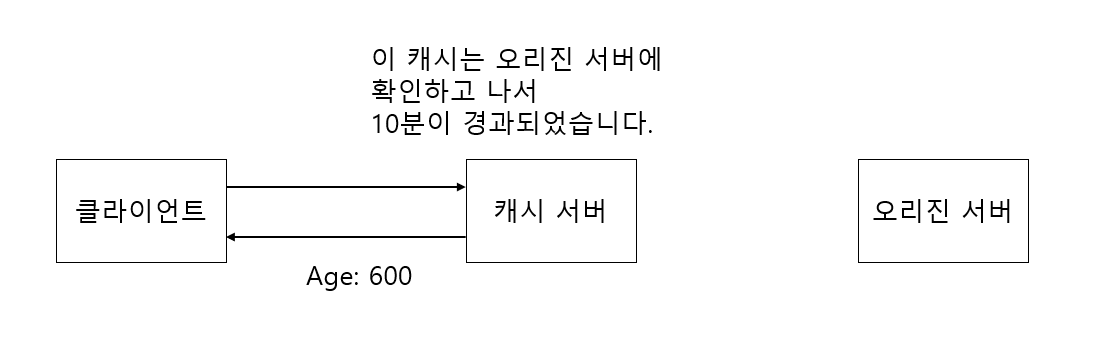 이 캐시는 오리진 서버에
확인하고 나서
10분이 경과되었습니다.
클라이언트
캐시 서버
오리진 서버
Age: 600